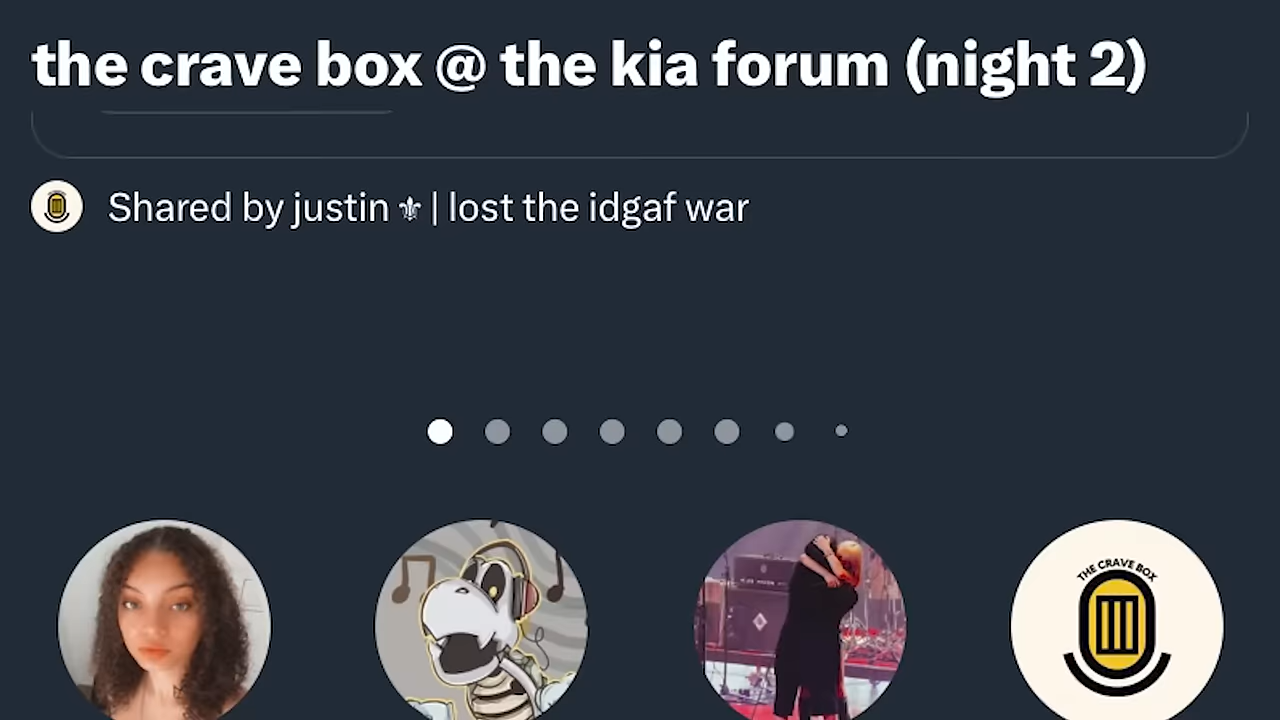 the crave box @ the kia forum (night 2)
Shared by justin ⚜ | lost the idgaf war
THE CRAVE BOX